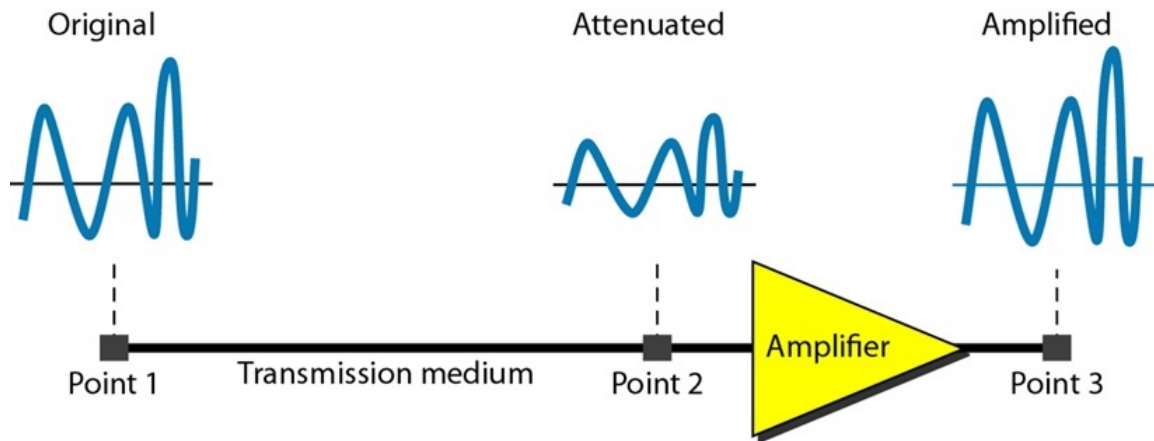 Original
Attenuated
Amplified
Amplifier
Transmission medium
Point 1
Point 2
Point 3